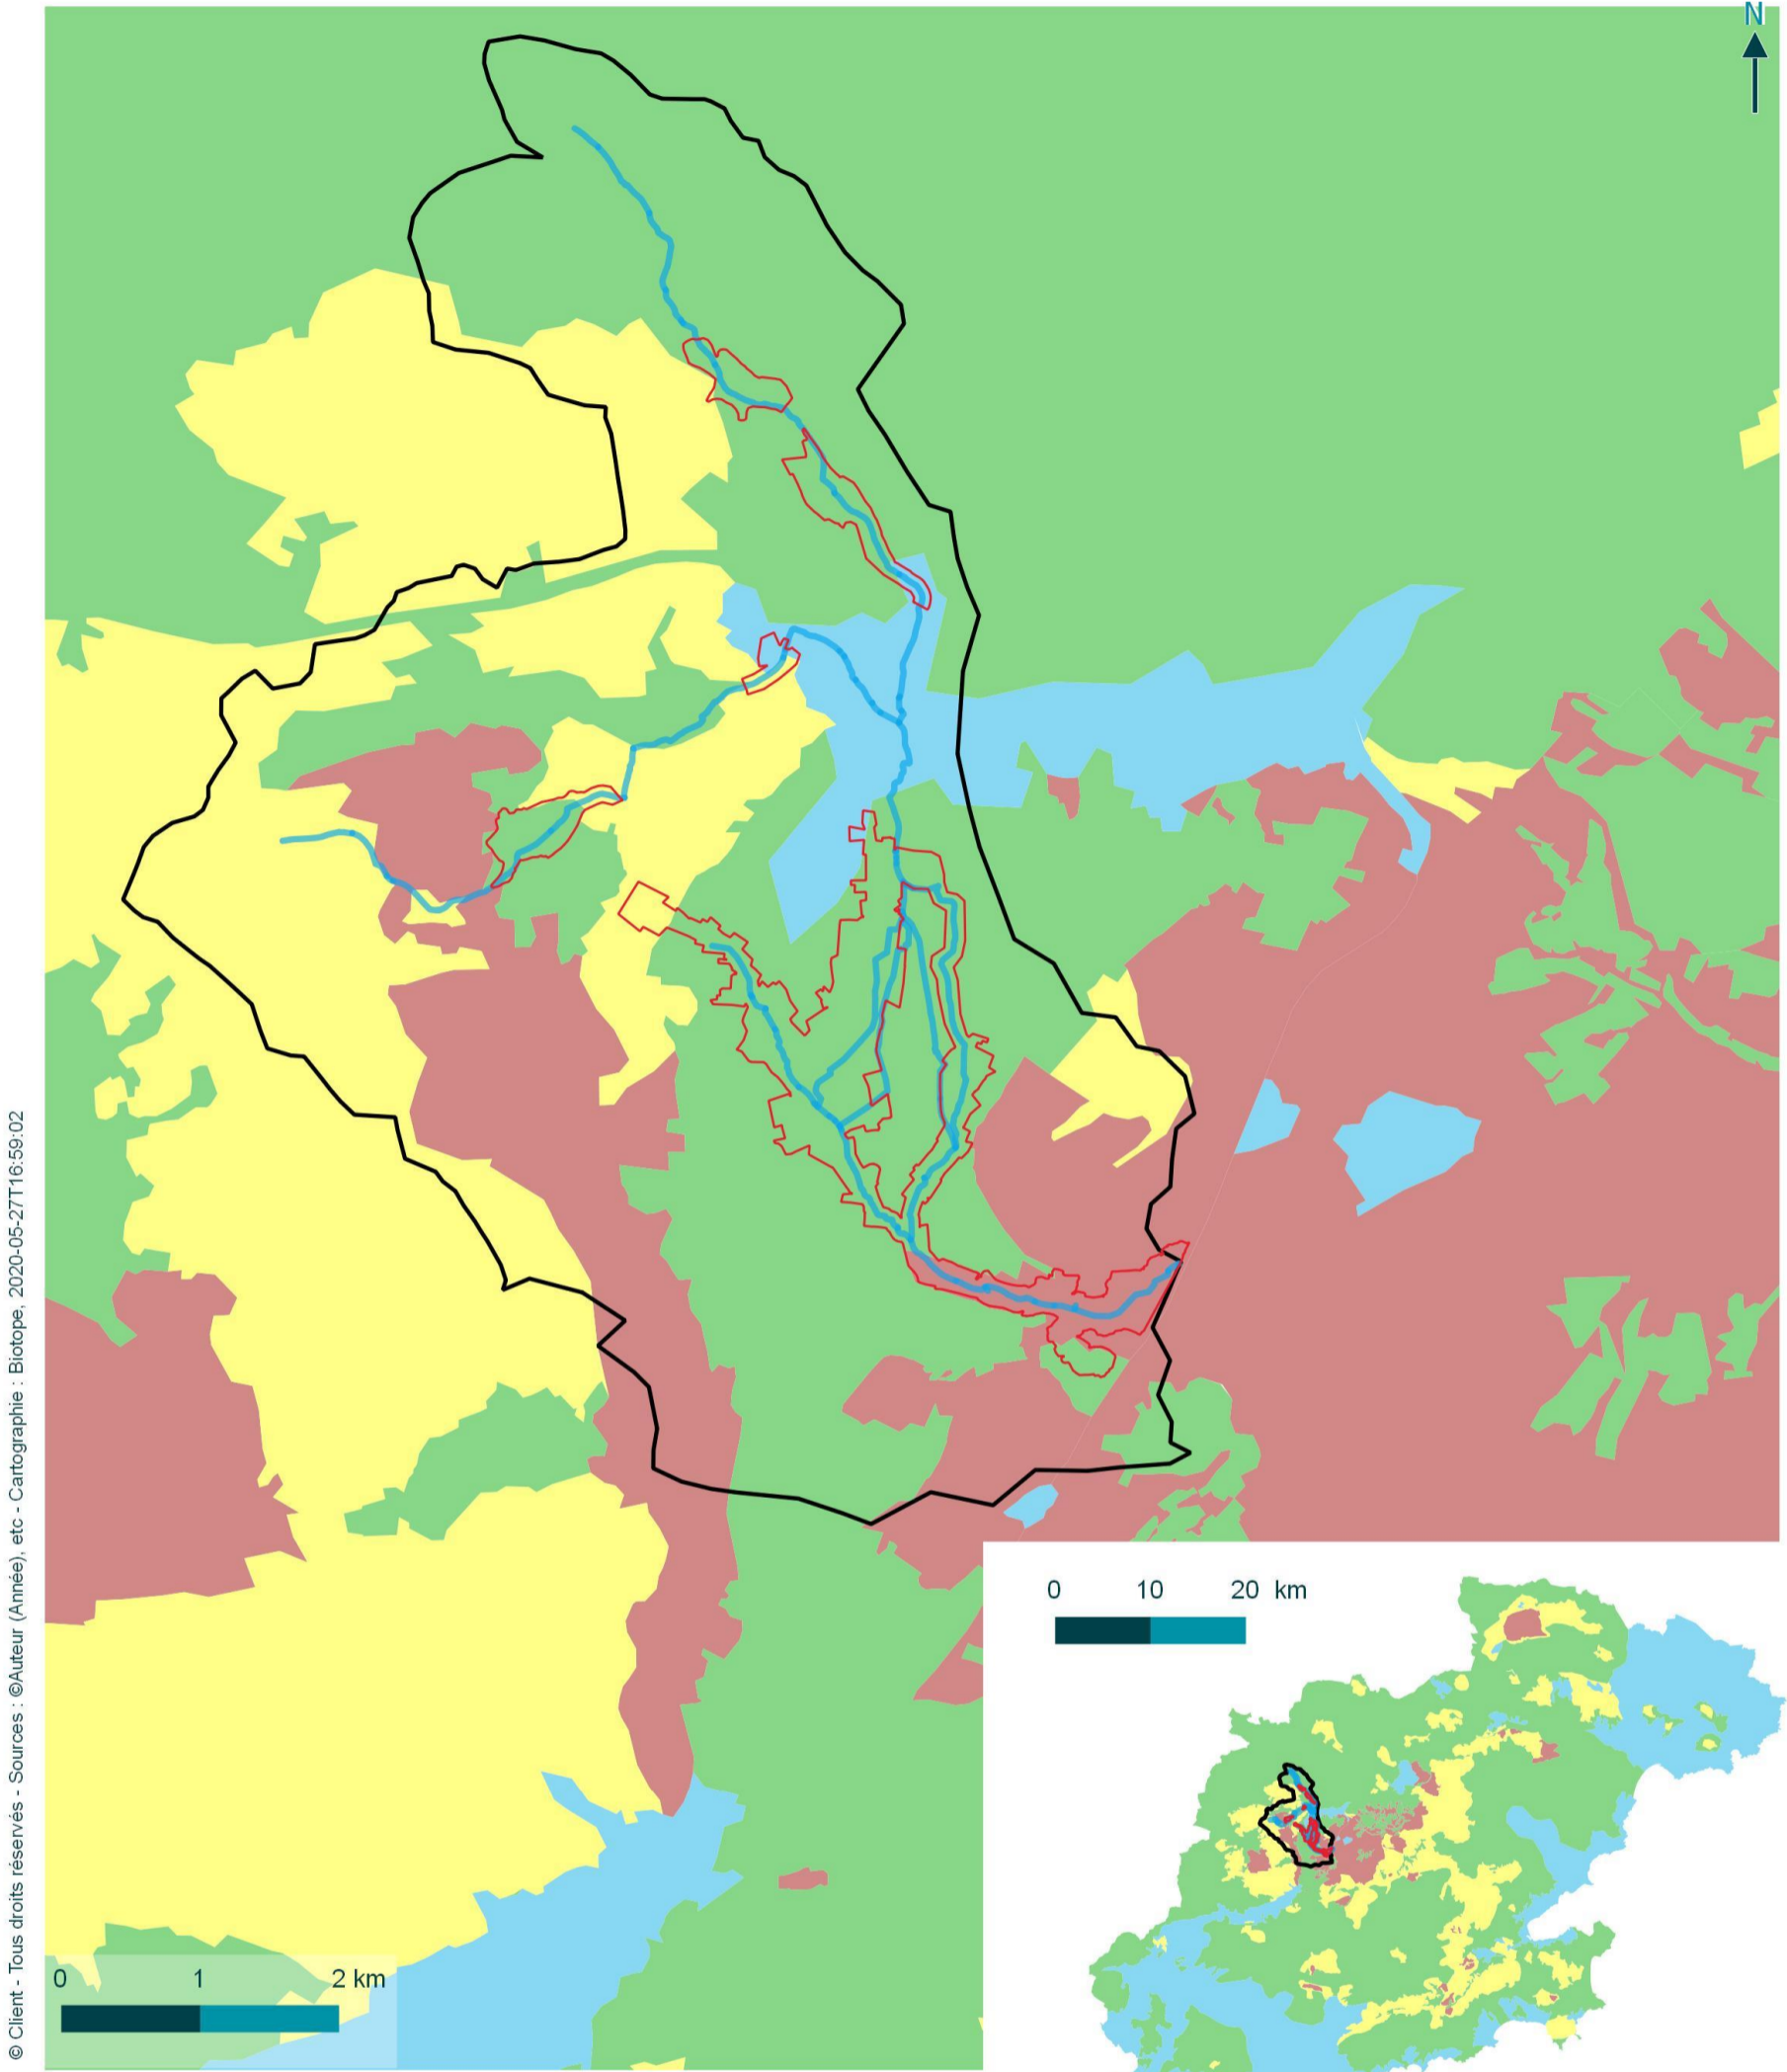 N
© Client - Tous droits réservés - Sources : ©Auteur (Année), etc - Cartographie : Biotope, 2020-05-27T16:59:02
0 10 20 km
0 1 2 km